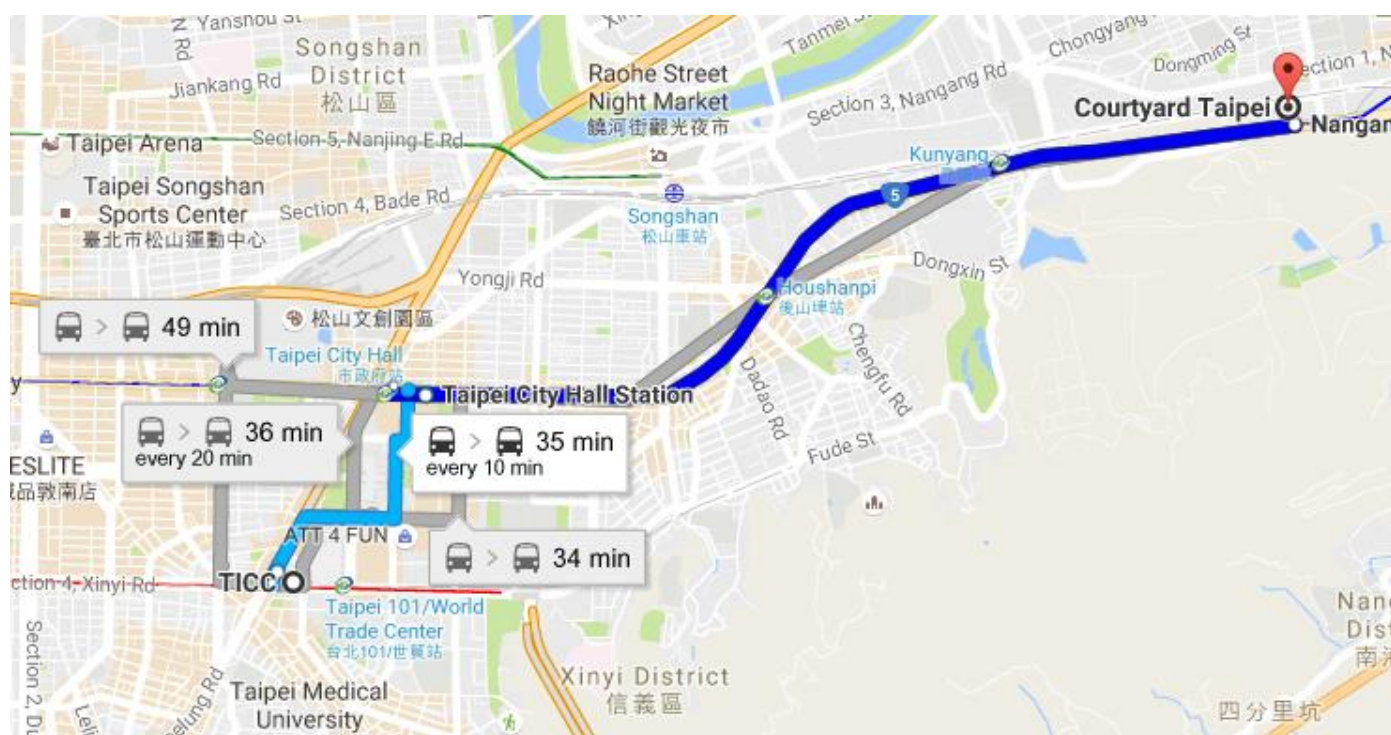 Yanshou St
N Rd
Songshan
District
松山區
Jiankang Rd
Tanmei St
Chongyang Rd
Dongming St
Section 1, N
Raohe Street
Night Market
饒河街觀光夜市
Section 3, Nangang Rd
Courtyard Taipei
Nangan
Taipei Arena
Section 5, Nanjing E Rd
Kunyang
Taipei Songshan
Sports Center
臺北市松山運動中心
Section 4, Bade Rd
Songshan
松山車站
5
Dongxin St
Yongji Rd
Houshanpi
後山埤站
松山文創園區
49 min
Taipei City Hall
市政府站
Taipei City Hall Station
Chengfu Rd
Dadao Rd
36 min
every 20 min
35 min
every 10 min
Fude St
ESLITE
品敦南店
ATT 4 FUN
34 min
ction 4, Xinyi Rd
TICC
Taipei 101/World
Trade Center
台北101/世貿站
Section 2, Du
Xinyi District
信義區
Taipei Medical
University
elung Rd
Nan
Dist
南
四分里坑